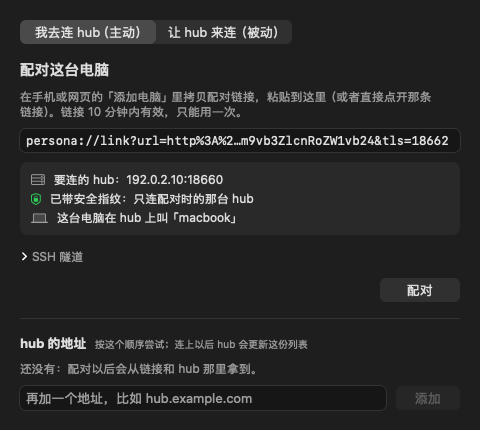 我去连 hub（主动） 让 hub 来连（被动）
配对这台电脑
在手机或网页的「添加电脑」里拷贝配对链接，粘贴到这里（或者直接点开那条
链接）。链接 10 分钟内有效，只能用一次。
persona://link?url=http%3A%2…m9vb3ZlcnRoZW1vb24&tls=18662
要连的 hub：192.0.2.10:18660
已带安全指纹：只连配对时的那台 hub
这台电脑在 hub 上叫「macbook」
SSH 隧道
配对
hub 的地址 按这个顺序尝试：连上以后 hub 会更新这份列表
还没有：配对以后会从链接和 hub 那里拿到。
再加一个地址，比如 hub.example.com 添加